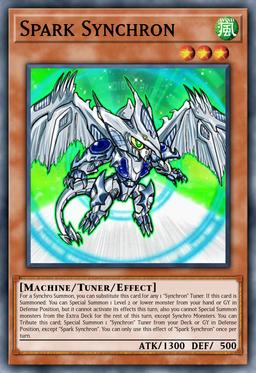 SPARK SYNCHRON
[MACHINE/TUNER/EFFECT]
For a Synchro Summon, you can substitute this card for any 1 "Synchron" Tuner. If this card is
Summoned: You can Special Summon 1 Level 2 or lower monster from your hand or GY in
Defense Position, but it cannot activate its effects this turn, also you cannot Special Summon
monsters from the Extra Deck for the rest of this turn, except Synchro Monsters. You can
Tribute this card; Special Summon 1 "Synchron" Tuner from your Deck or GY in Defense
Position, except "Spark Synchron". You can only use this effect of "Spark Synchron" once per
turn.
ATK/1300 DEF/ 500